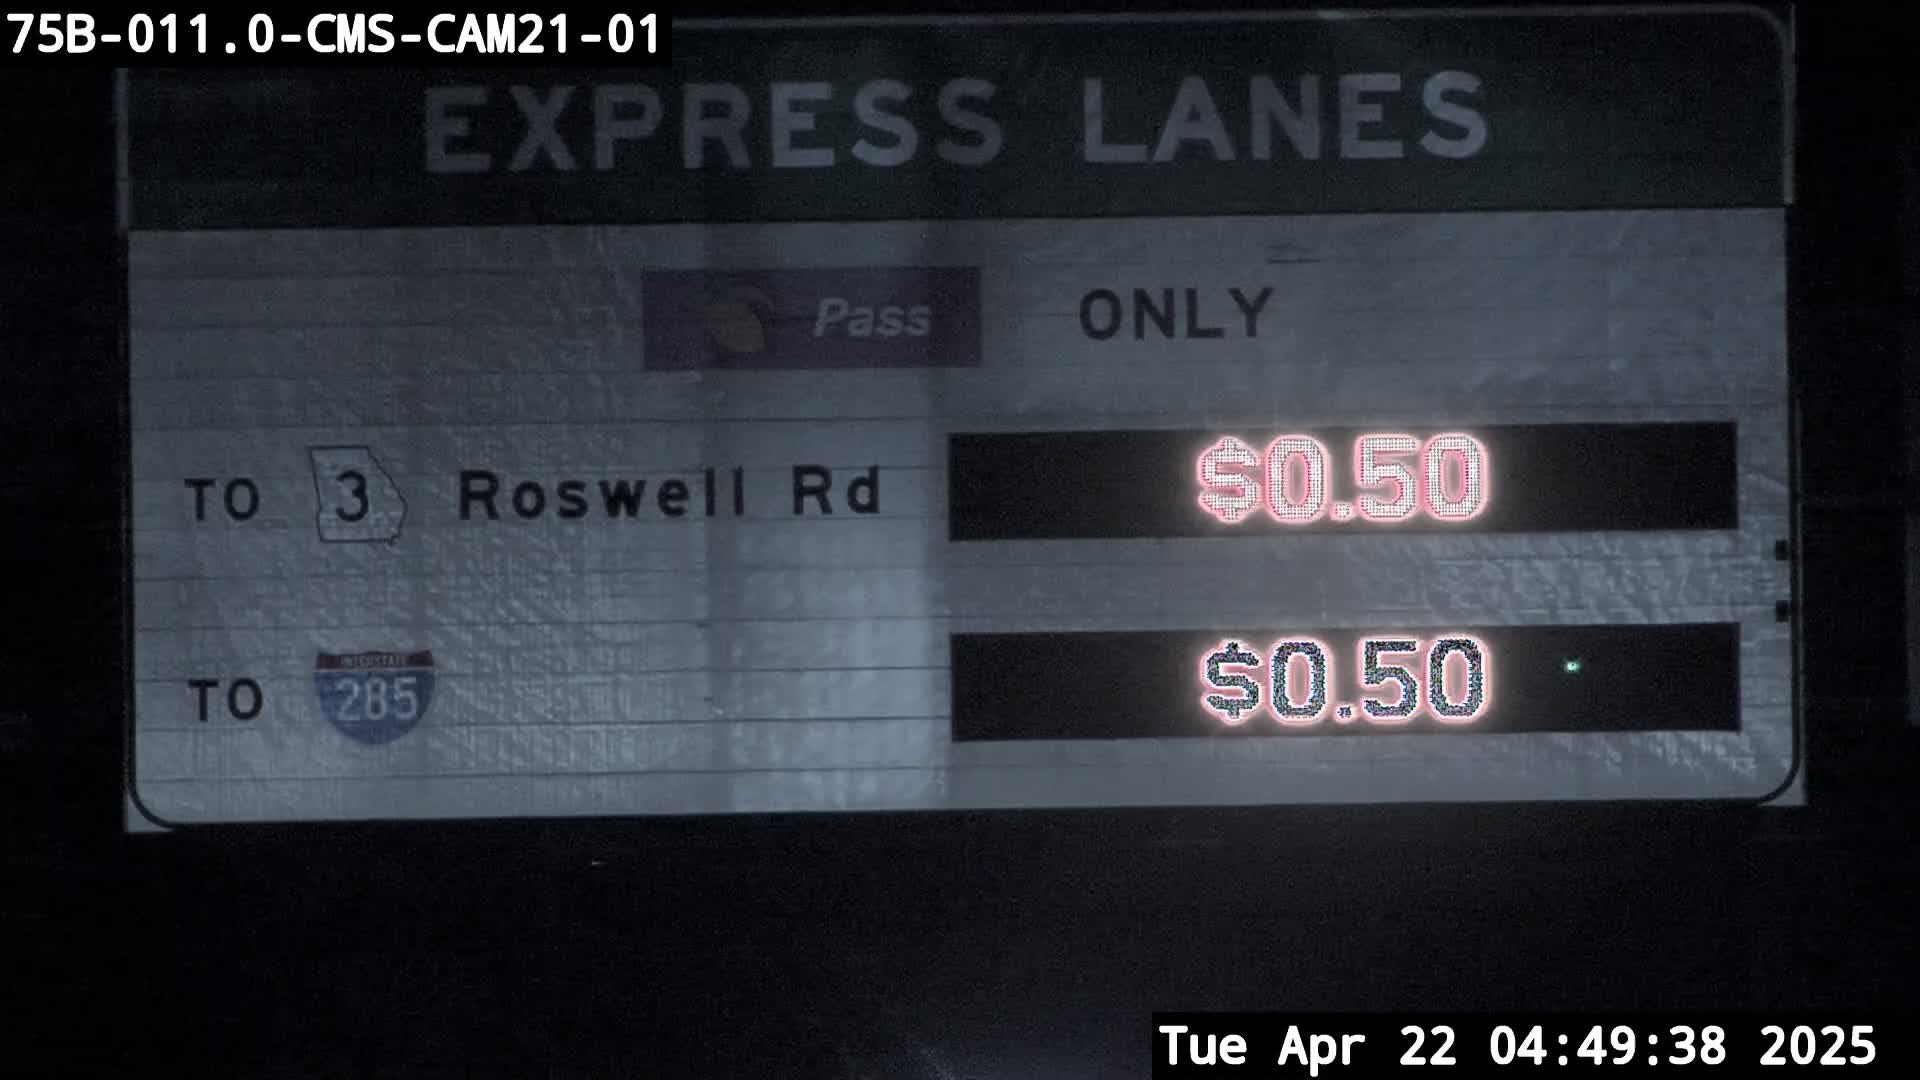 75B-011.0-CMS-CAM21-01
EXPRESS LANES
Pass ONLY
TO 3 Roswell Rd $0.50
TO INTERSTATE 285 $0.50
Tue Apr 22 04:49:38 2025